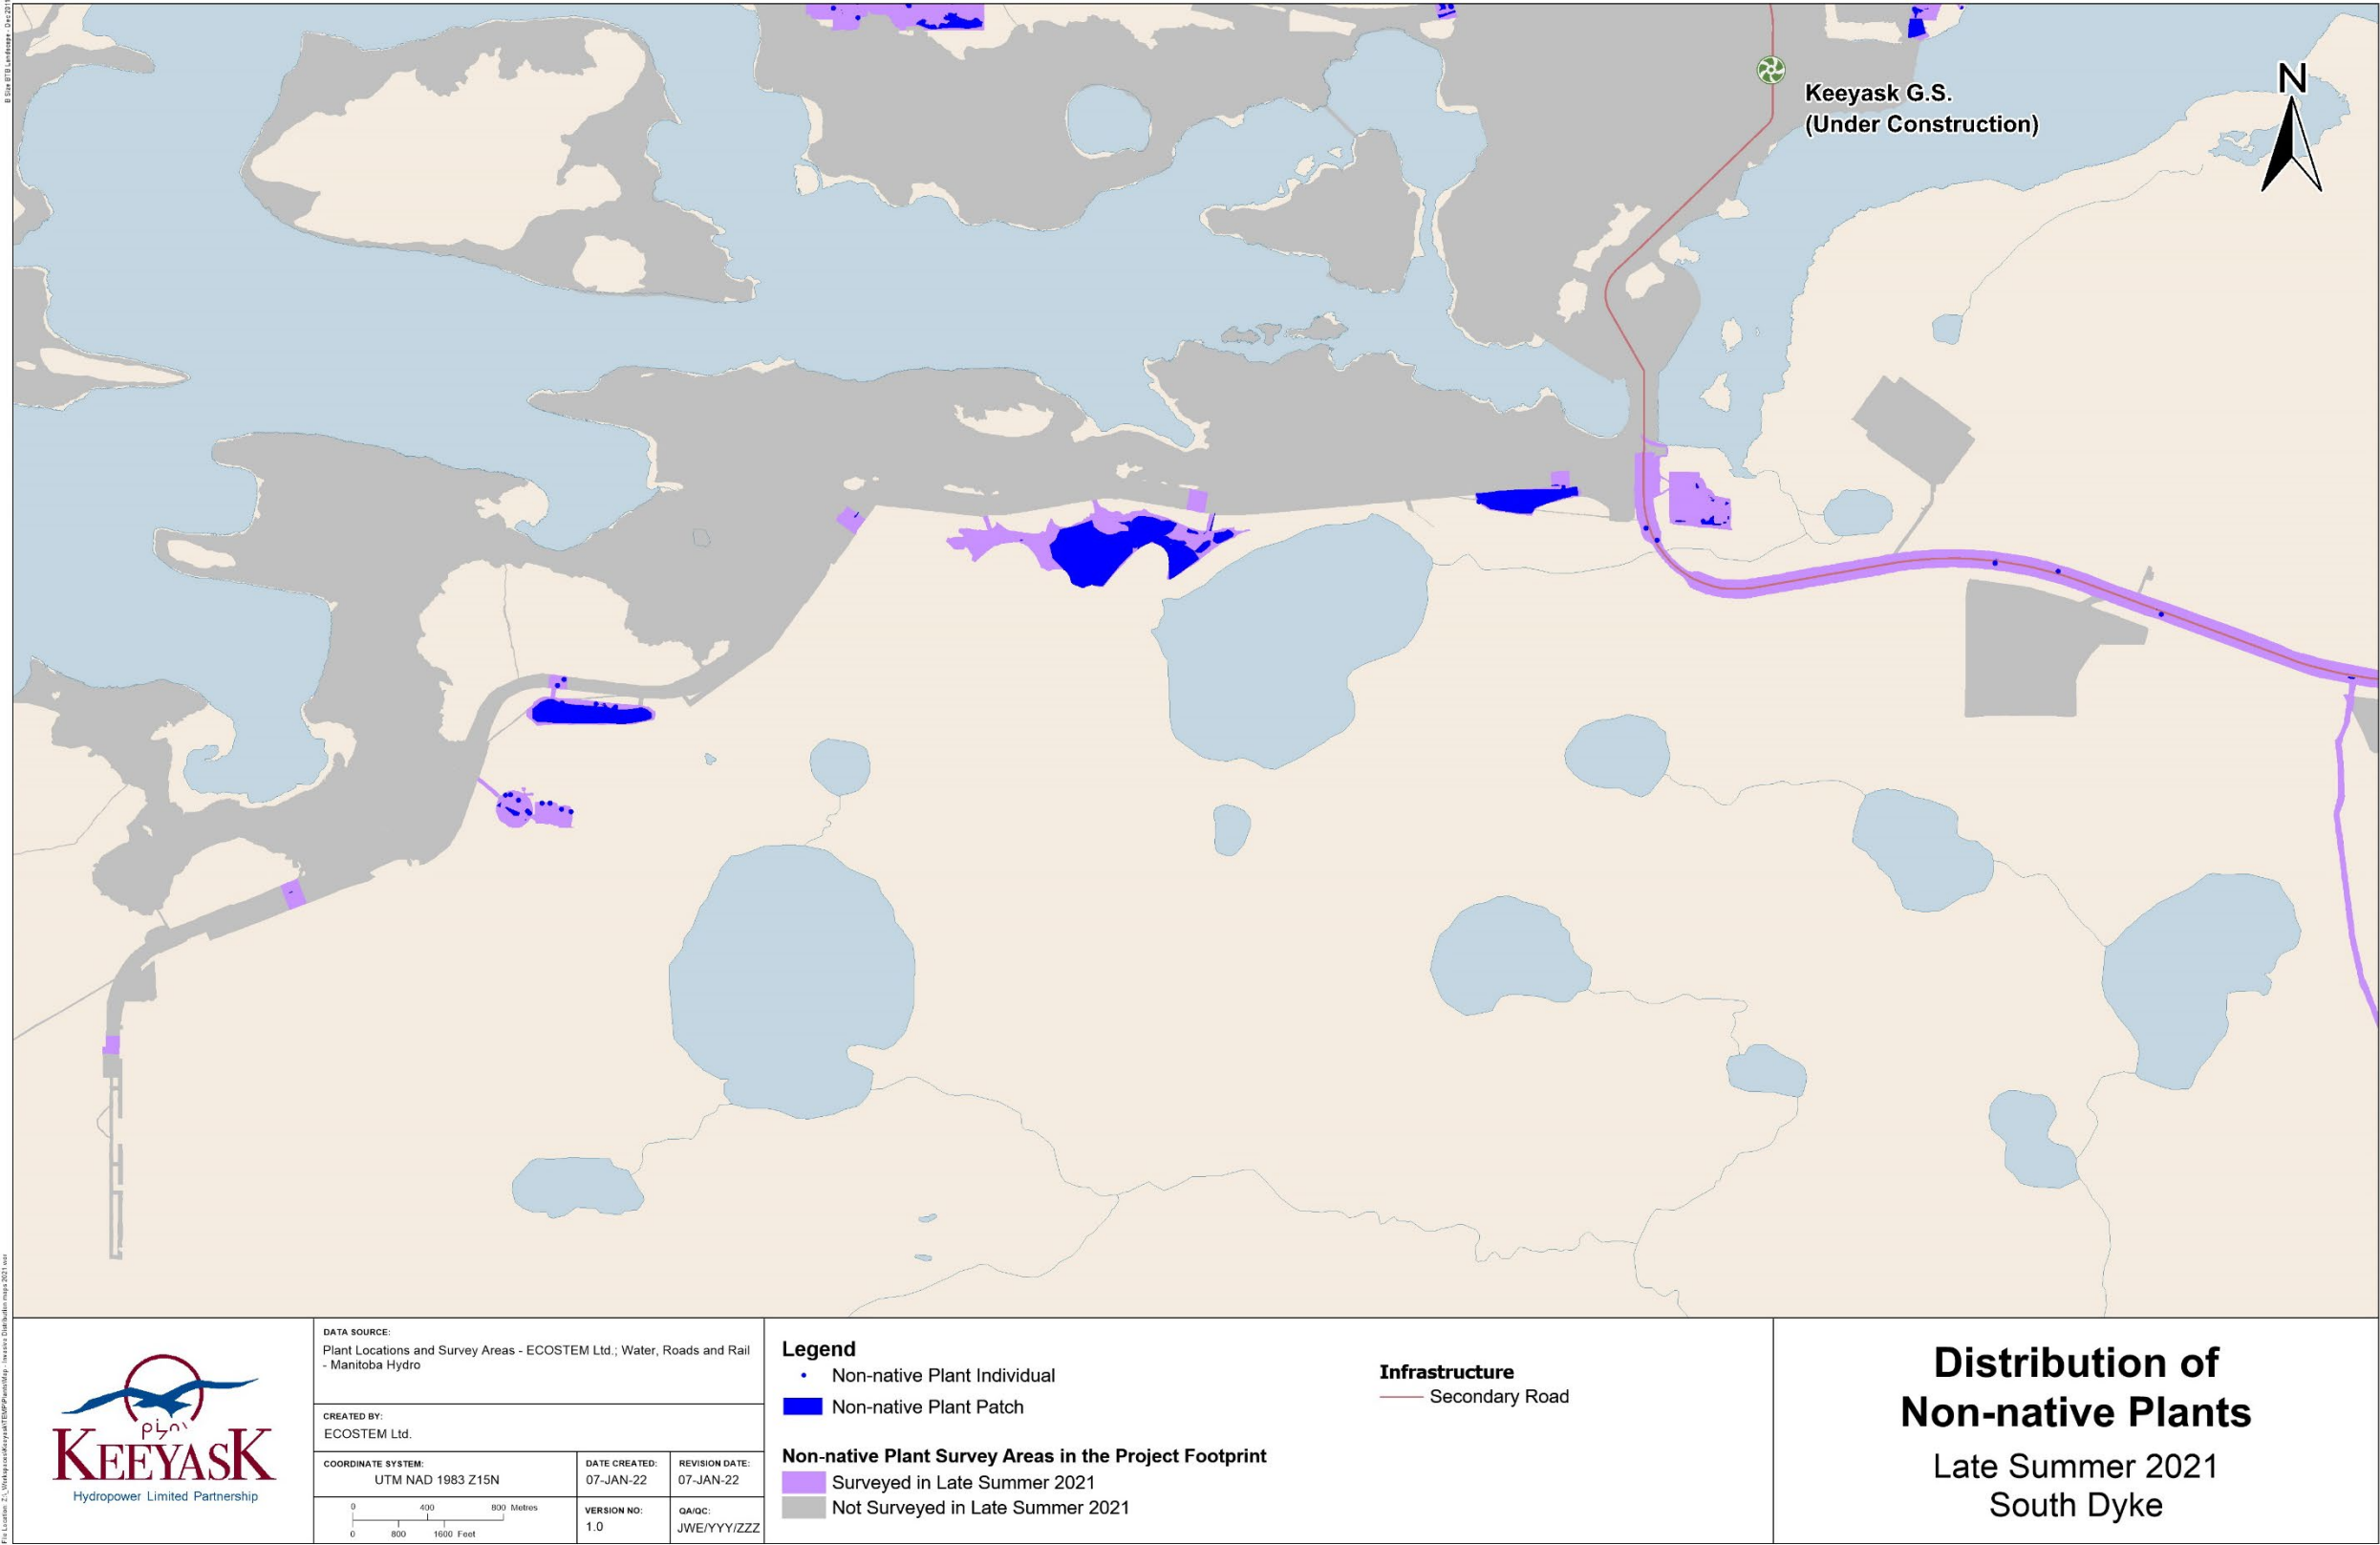 Keeyask G.S.
(Under Construction)
N
ᑭᔭᐢᐠ
KEEYASK
Hydropower Limited Partnership
DATA SOURCE:
Plant Locations and Survey Areas - ECOSTEM Ltd.; Water, Roads and Rail
- Manitoba Hydro
CREATED BY:
ECOSTEM Ltd.
COORDINATE SYSTEM:
UTM NAD 1983 Z15N
DATE CREATED:
07-JAN-22
REVISION DATE:
07-JAN-22
0 400 800 Metres
0 800 1600 Feet
VERSION NO:
1.0
QA/QC:
JWE/YYY/ZZZ
Legend
Non-native Plant Individual
Non-native Plant Patch
Non-native Plant Survey Areas in the Project Footprint
Surveyed in Late Summer 2021
Not Surveyed in Late Summer 2021
Infrastructure
Secondary Road
Distribution of
Non-native Plants
Late Summer 2021
South Dyke